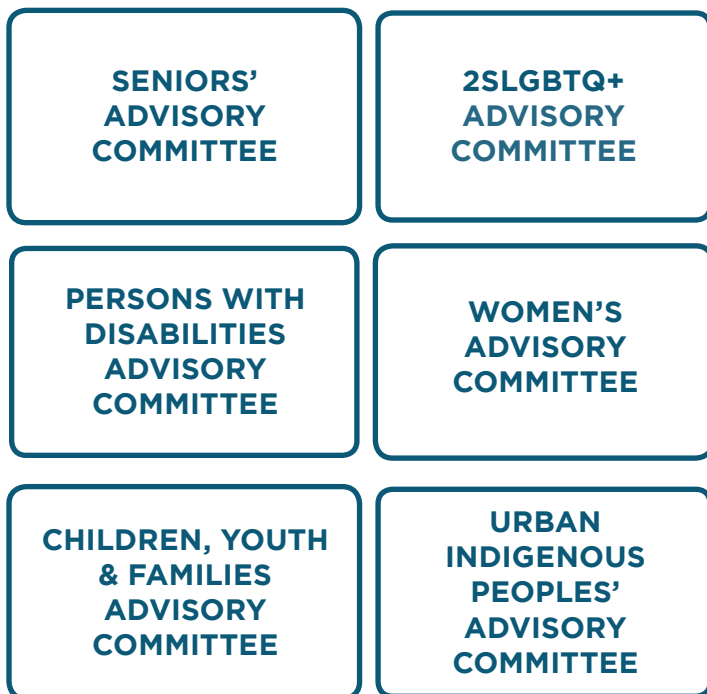 SENIORS’
ADVISORY
COMMITTEE
2SLGBTQ+
ADVISORY
COMMITTEE
PERSONS WITH
DISABILITIES
ADVISORY
COMMITTEE
WOMEN’S
ADVISORY
COMMITTEE
CHILDREN, YOUTH
& FAMILIES
ADVISORY
COMMITTEE
URBAN
INDIGENOUS
PEOPLES’
ADVISORY
COMMITTEE